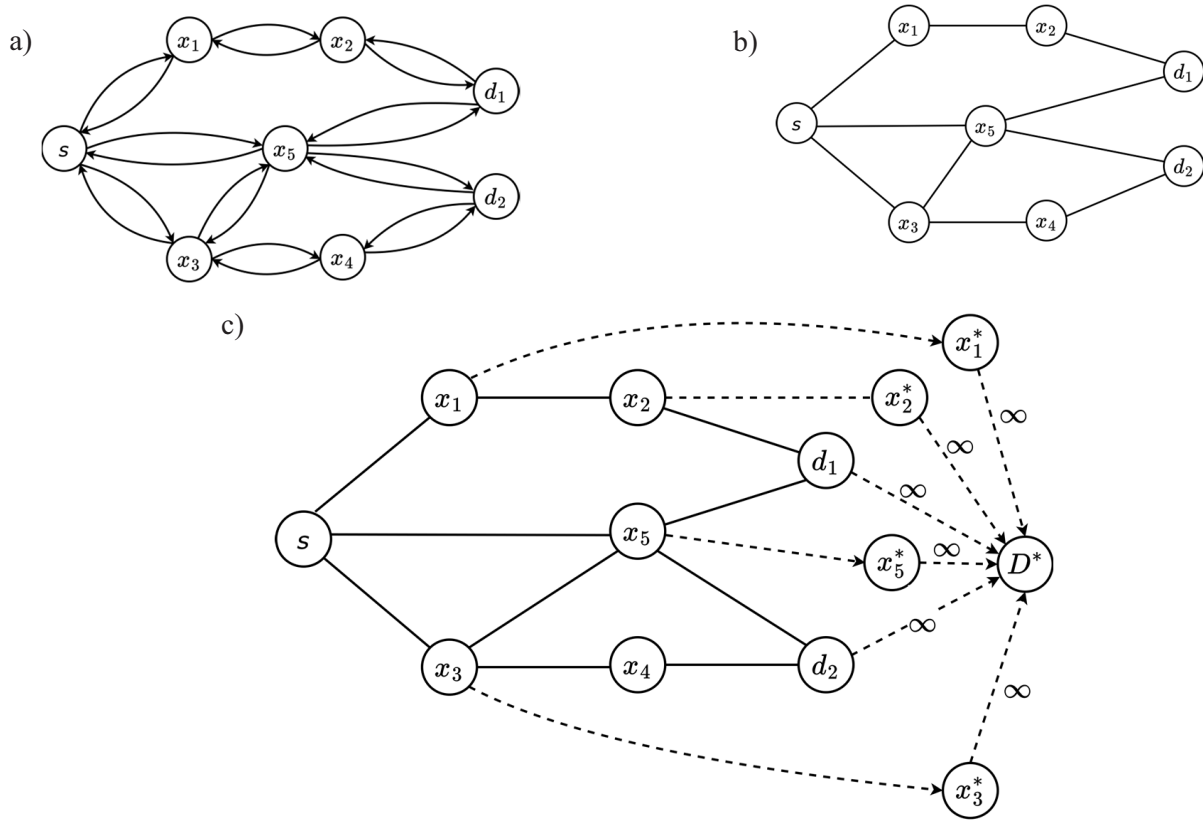 a)
x₁
x₂
d₁
s
x₅
d₂
x₃
x₄
b)
x₁
x₂
d₁
s
x₅
d₂
x₃
x₄
c)
x₁*
x₁
x₂
x₂*
∞
∞
d₁
∞
s
x₅
x₅*
∞
D*
∞
x₃
x₄
d₂
∞
x₃*